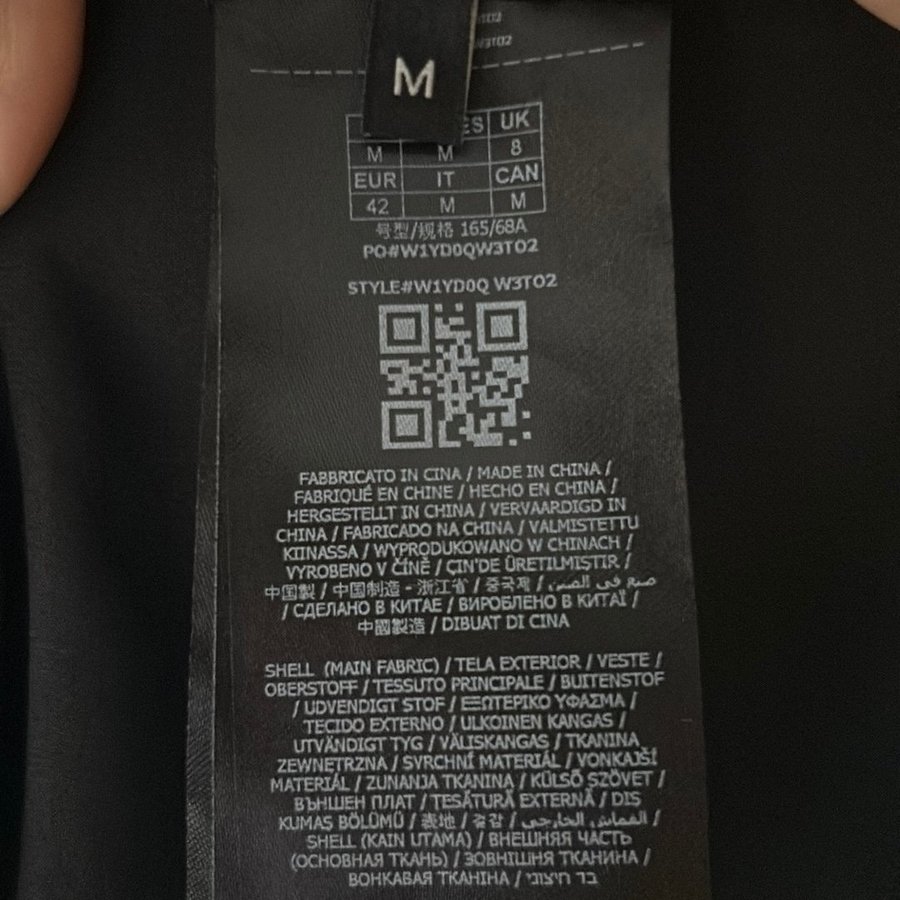 W3TO2
M
ES UK
M M 8
EUR IT CAN
42 M M
号型/规格 165/68A
PO#W1YD0QW3TO2
STYLE#W1YD0Q W3TO2
FABBRICATO IN CINA / MADE IN CHINA /
FABRIQUÉ EN CHINE / HECHO EN CHINA /
HERGESTELLT IN CHINA / VERVAARDIGD IN
CHINA / FABRICADO NA CHINA / VALMISTETTU
KIINASSA / WYPRODUKOWANO W CHINACH /
VYROBENO V ČÍNĚ / ÇIN'DE ÜRETILMIŞTIR /
中国製 / 中国制造 - 浙江省 / 중국제 / صنع في الصين
/ СДЕЛАНО В КИТАЕ / ВИРОБЛЕНО В КИТАЇ /
中國製造 / DIBUAT DI CINA
SHELL (MAIN FABRIC) / TELA EXTERIOR / VESTE /
OBERSTOFF / TESSUTO PRINCIPALE / BUITENSTOF
/ UDVENDIGT STOF / ΕΞΩΤΕΡΙΚΟ ΥΦΑΣΜΑ /
TECIDO EXTERNO / ULKOINEN KANGAS /
UTVÄNDIGT TYG / VÄLISKANGAS / TKANINA
ZEWNĘTRZNA / SVRCHNÍ MATERIÁL / VONKAJŠÍ
MATERIÁL / ZUNANJA TKANINA / KÜLSŐ SZÖVET /
ВЪНШЕН ПЛАТ / TESĂTURĂ EXTERNĂ / DIS
KUMAŞ BÖLÜMÜ / 表地 / 겉감 / القماش الخارجي /
SHELL (KAIN UTAMA) / ВНЕШНЯЯ ЧАСТЬ
(ОСНОВНАЯ ТКАНЬ) / ЗОВНІШНЯ ТКАНИНА /
ВОНКАВАЯ ТКАНІНА / בד חיצוני